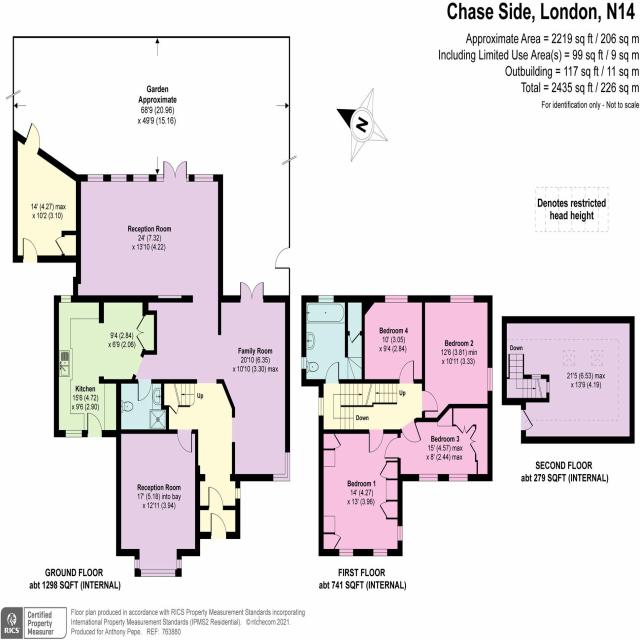 Chase Side, London, N14
Approximate Area = 2219 sq ft / 206 sq m
Including Limited Use Area(s) = 99 sq ft / 9 sq m
Outbuilding = 117 sq ft / 11 sq m
Total = 2435 sq ft / 226 sq m
For identification only - Not to scale
Garden
Approximate
68'9 (20.96)
x 49'9 (15.16)
N
14' (4.27) max
x 10'2 (3.10)
Reception Room
24' (7.32)
x 13'10 (4.22)
Denotes restricted
head height
9'4 (2.84)
x 6'9 (2.05)
Family Room
20'10 (6.35)
x 10'10 (3.30) max
Kitchen
15'6 (4.72)
x 9'6 (2.90)
Up
Reception Room
17' (5.18) into bay
x 12'11 (3.94)
Bedroom 4
10' (3.05)
x 9'4 (2.84)
Bedroom 2
12'6 (3.81) min
x 10'11 (3.33)
Up
Down
Bedroom 3
15' (4.57) max
x 8' (2.44) max
Bedroom 1
14' (4.27)
x 13' (3.96)
Down
21'5 (6.53) max
x 13'9 (4.19)
SECOND FLOOR
abt 279 SQFT (INTERNAL)
GROUND FLOOR
abt 1298 SQFT (INTERNAL)
FIRST FLOOR
abt 741 SQFT (INTERNAL)
RICS
Certified
Property
Measurer
Floor plan produced in accordance with RICS Property Measurement Standards incorporating
International Property Measurement Standards (IPMS2 Residential). ©ntchecom 2021.
Produced for Anthony Pepe. REF: 763880